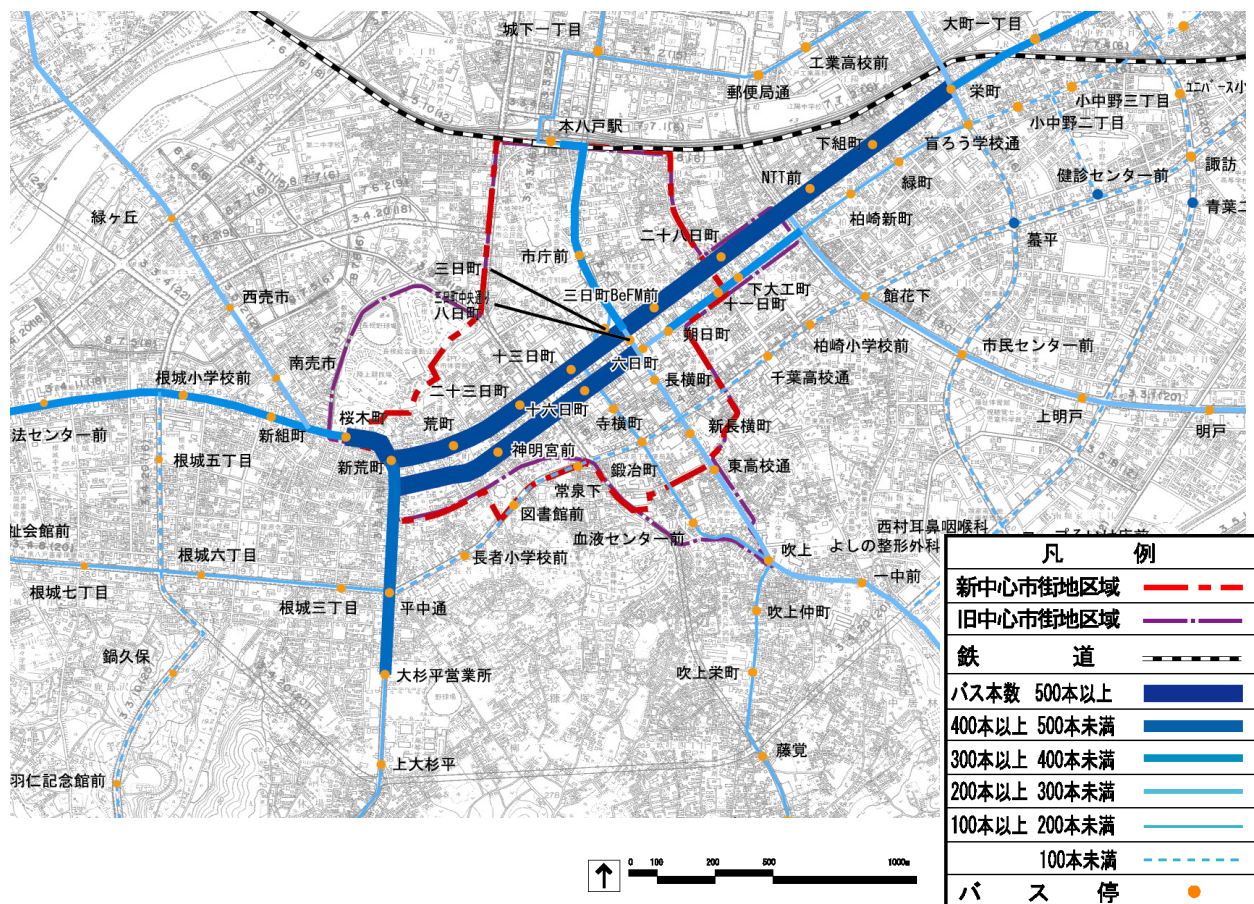 大町一丁目
城下一丁目
工業高校前
郵便局通
栄町
小中野三丁目
小中野二丁目
本八戸駅
下組町
盲ろう学校通
諏訪
緑町
NTT前
健診センター前
柏崎新町
緑ヶ丘
二十八日町
蟇平
市庁前
三日町
三日町BeFM前
八日町
下大工町
十一日町
館花下
西売市
朔日町
南売市
十三日町
六日町
柏崎小学校前
市民センター前
根城小学校前
二十三日町
長横町
千葉高校通
桜木町
荒町
十六日町
寺横町
上明戸
明戸
法センター前
新組町
新長横町
根城五丁目
新荒町
神明宮前
鍛冶町
東高校通
常泉下
図書館前
西村耳鼻咽喉科
よしの整形外科
祉会館前
血液センター前
吹上
根城六丁目
長者小学校前
一中前
根城七丁目
根城三丁目
平中通
吹上仲町
鍋久保
大杉平営業所
吹上栄町
藤覚
上大杉平
羽仁記念館前
凡 例
新中心市街地区域
旧中心市街地区域
鉄 道
バス本数 500本以上
400本以上 500本未満
300本以上 400本未満
200本以上 300本未満
100本以上 200本未満
100本未満
バ ス 停
0 100 200 500 1000m